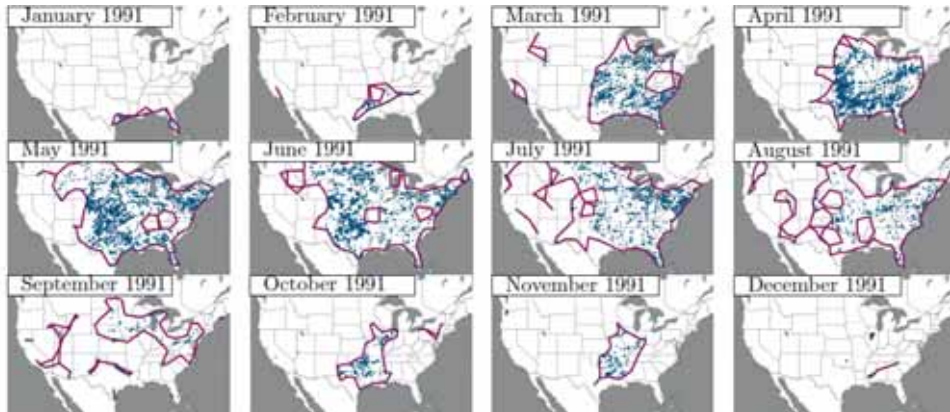 January 1991
February 1991
March 1991
April 1991
May 1991
June 1991
July 1991
August 1991
September 1991
October 1991
November 1991
December 1991